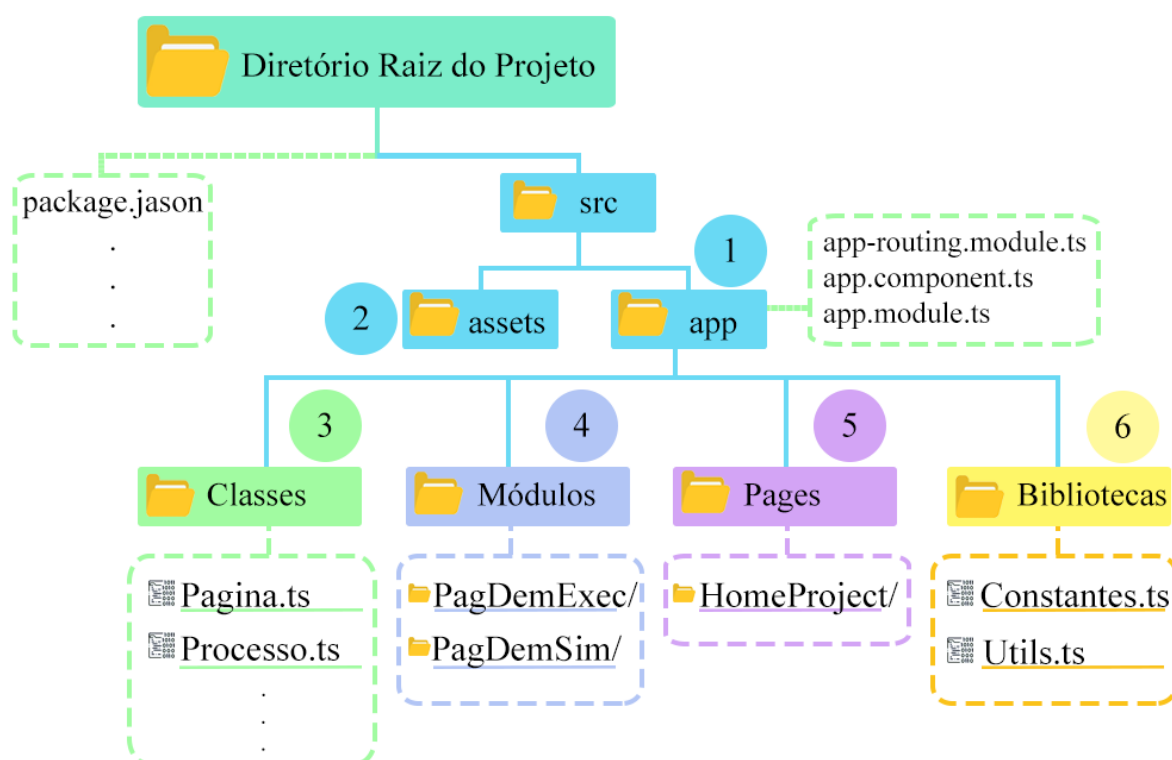 Diretório Raiz do Projeto
package.jason
.
.
.
src
1
app-routing.module.ts
app.component.ts
app.module.ts
2
assets
app
3
4
5
6
Classes
Módulos
Pages
Bibliotecas
Pagina.ts
Processo.ts
.
.
.
PagDemExec/
PagDemSim/
HomeProject/
Constantes.ts
Utils.ts